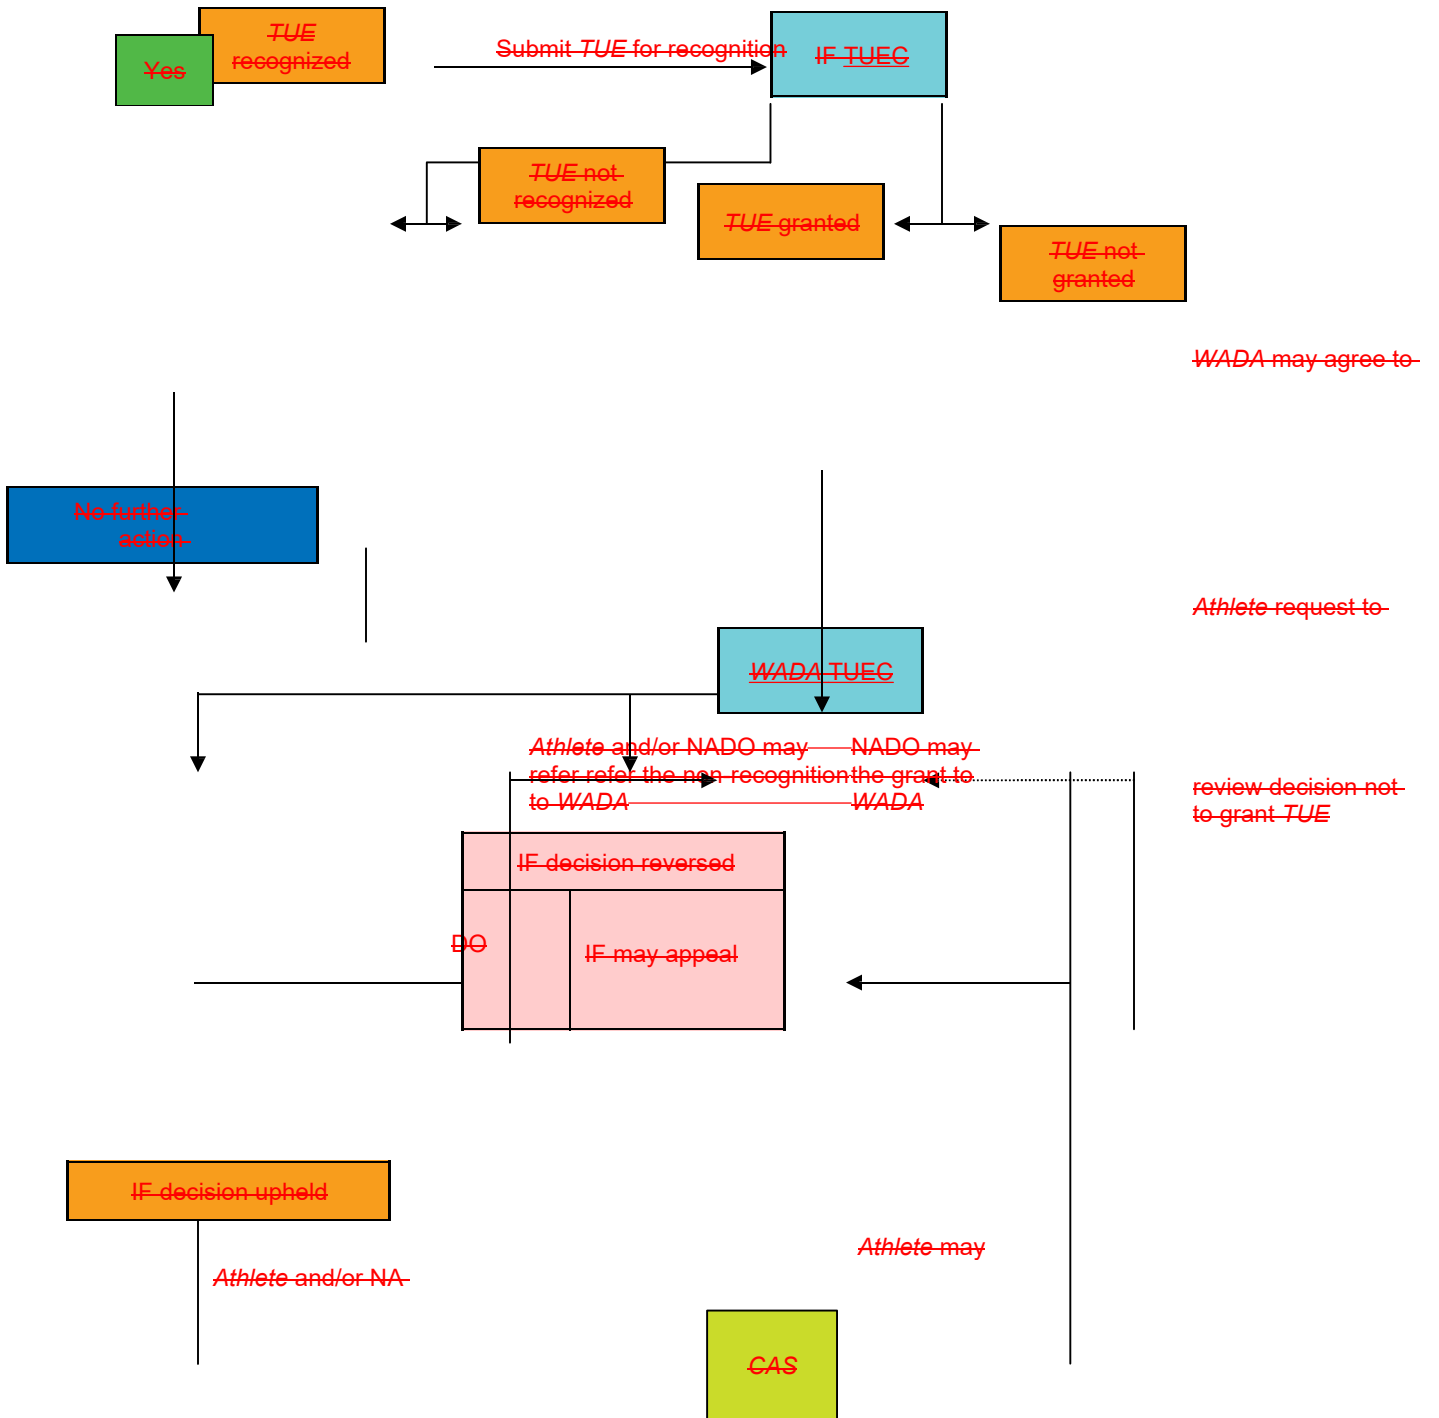 TUE
recognized
Yes
Submit TUE for recognition
IF TUEC
TUE not
recognized
TUE granted
TUE not
granted
WADA may agree to
No further
action
Athlete request to
WADA TUEC
Athlete and/or NADO may NADO may
refer refer the non-recognition the grant to
to WADA WADA
review decision not
to grant TUE
IF decision reversed
DO
IF may appeal
IF decision upheld
Athlete may
Athlete and/or NA
CAS